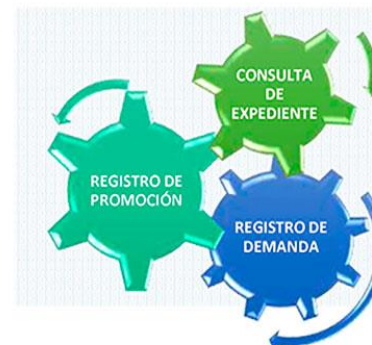 CONSULTA
DE
EXPEDIENTE
REGISTRO DE
PROMOCIÓN
REGISTRO DE
DEMANDA